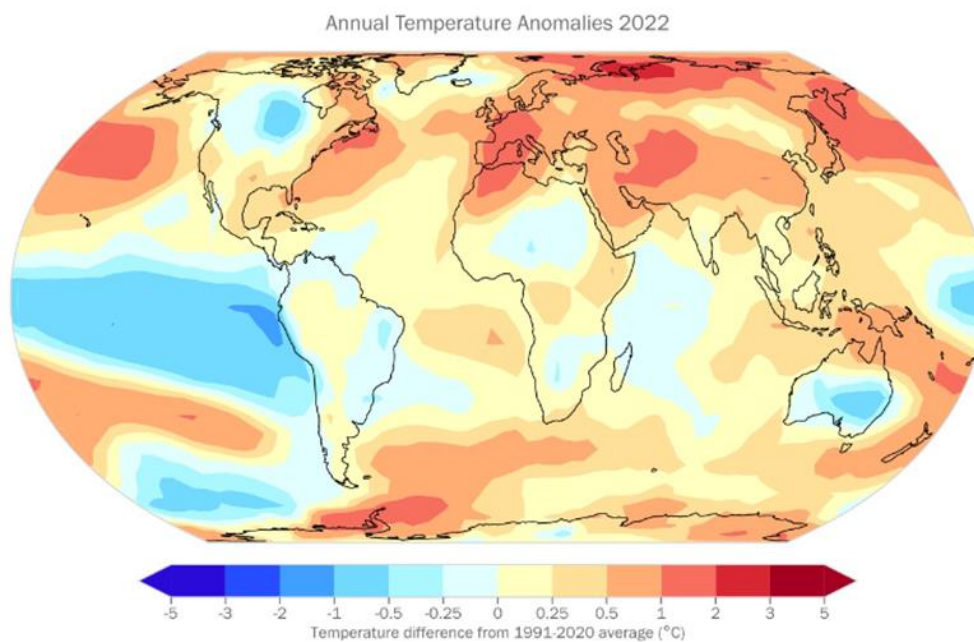 Annual Temperature Anomalies 2022
-5 -3 -2 -1 -0.5 -0.25 0 0.25 0.5 1 2 3 5
Temperature difference from 1991-2020 average (°C)